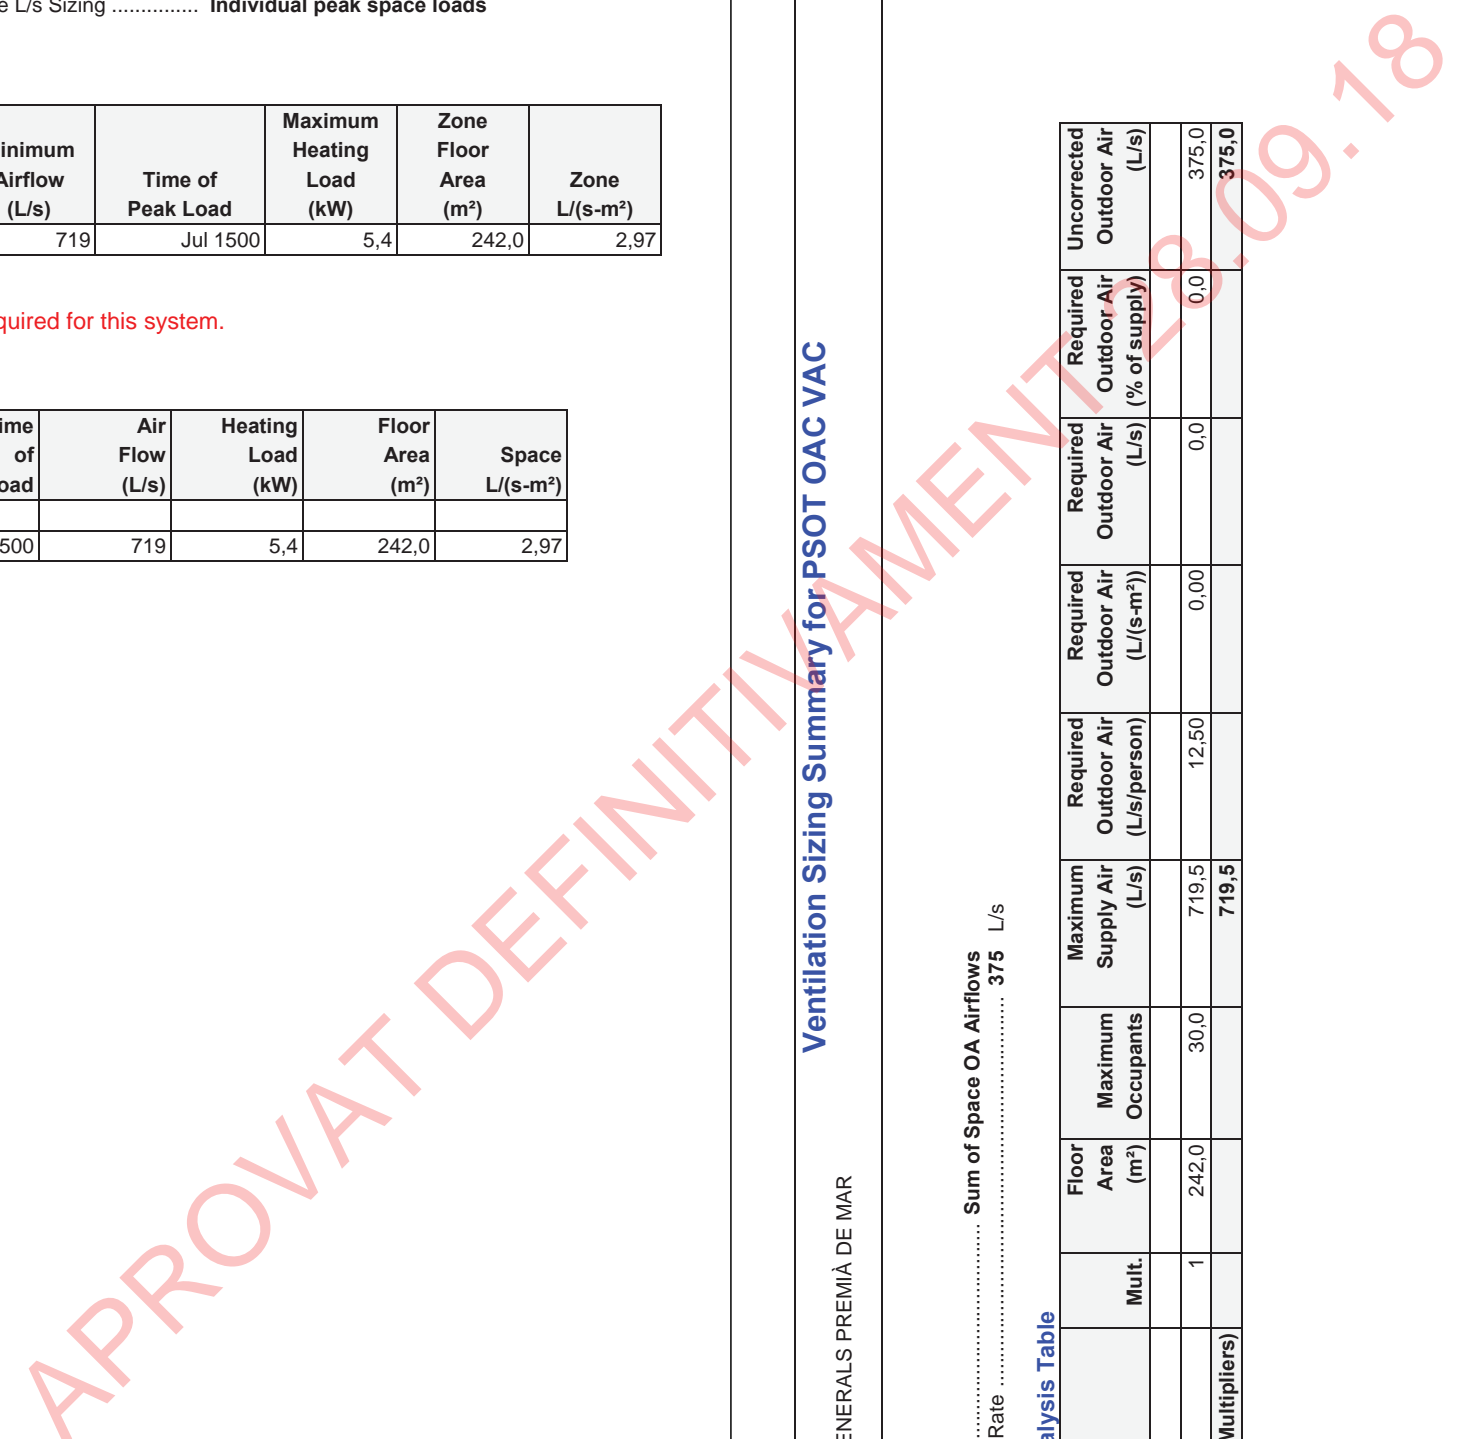 e L/s Sizing ............... Individual peak space loads
inimum Airflow (L/s) Time of Peak Load Maximum Heating Load (kW) Zone Floor Area (m²) Zone L/(s-m²)
719 Jul 1500 5,4 242,0 2,97
quired for this system.
ime of oad Air Flow (L/s) Heating Load (kW) Floor Area (m²) Space L/(s-m²)
500 719 5,4 242,0 2,97
Ventilation Sizing Summary for PSOT OAC VAC
ENERALS PREMIÀ DE MAR
Sum of Space OA Airflows
Rate 375 L/s
alysis Table
Mult. Floor Area (m²) Maximum Occupants Maximum Supply Air (L/s) Required Outdoor Air (L/s/person) Required Outdoor Air (L/(s-m²)) Required Outdoor Air (L/s) Required Outdoor Air (% of supply) Uncorrected Outdoor Air (L/s)
1 242,0 30,0 719,5 12,50 0,00 0,0 0,0 375,0
Multipliers) 719,5 375,0
APROVAT DEFINITIVAMENT 28.09.18